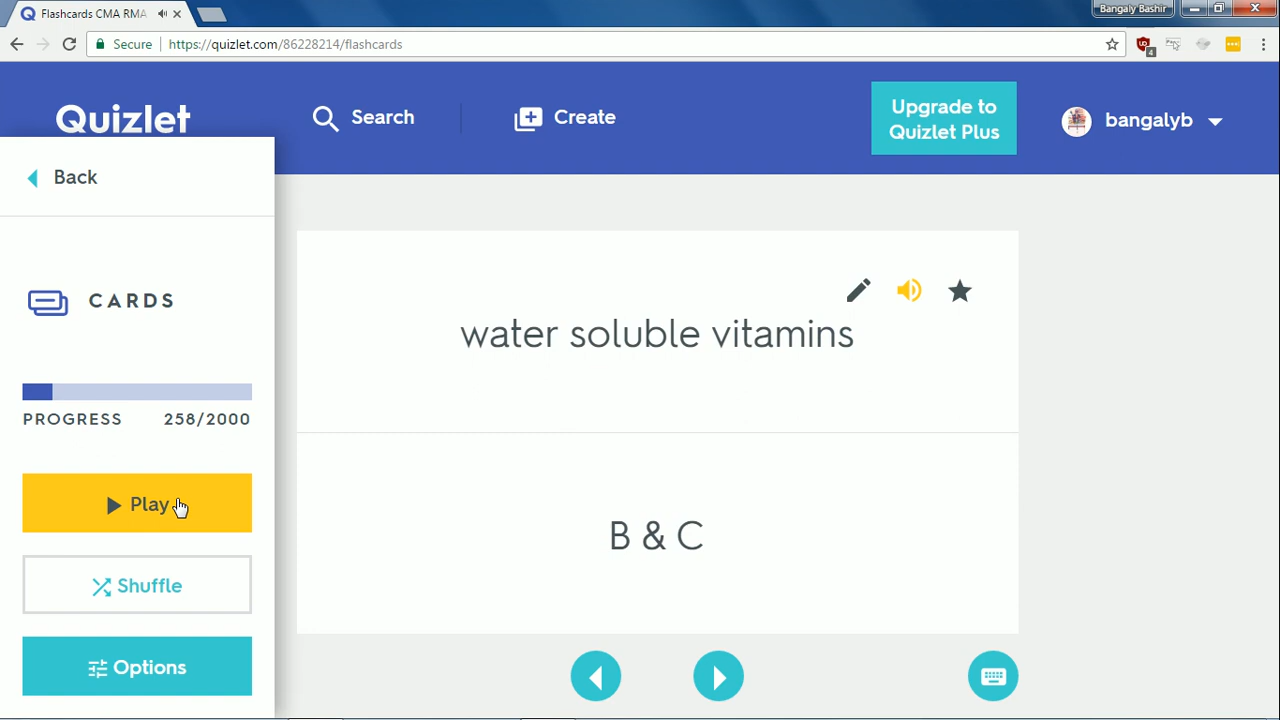 Flashcards CMA RMA
Bangaly Bashir
Secure
https://quizlet.com/86228214/flashcards
4
Quizlet
Search
Create
Upgrade to
Quizlet Plus
bangalyb
Back
CARDS
PROGRESS 258/2000
Play
Shuffle
Options
water soluble vitamins
B & C